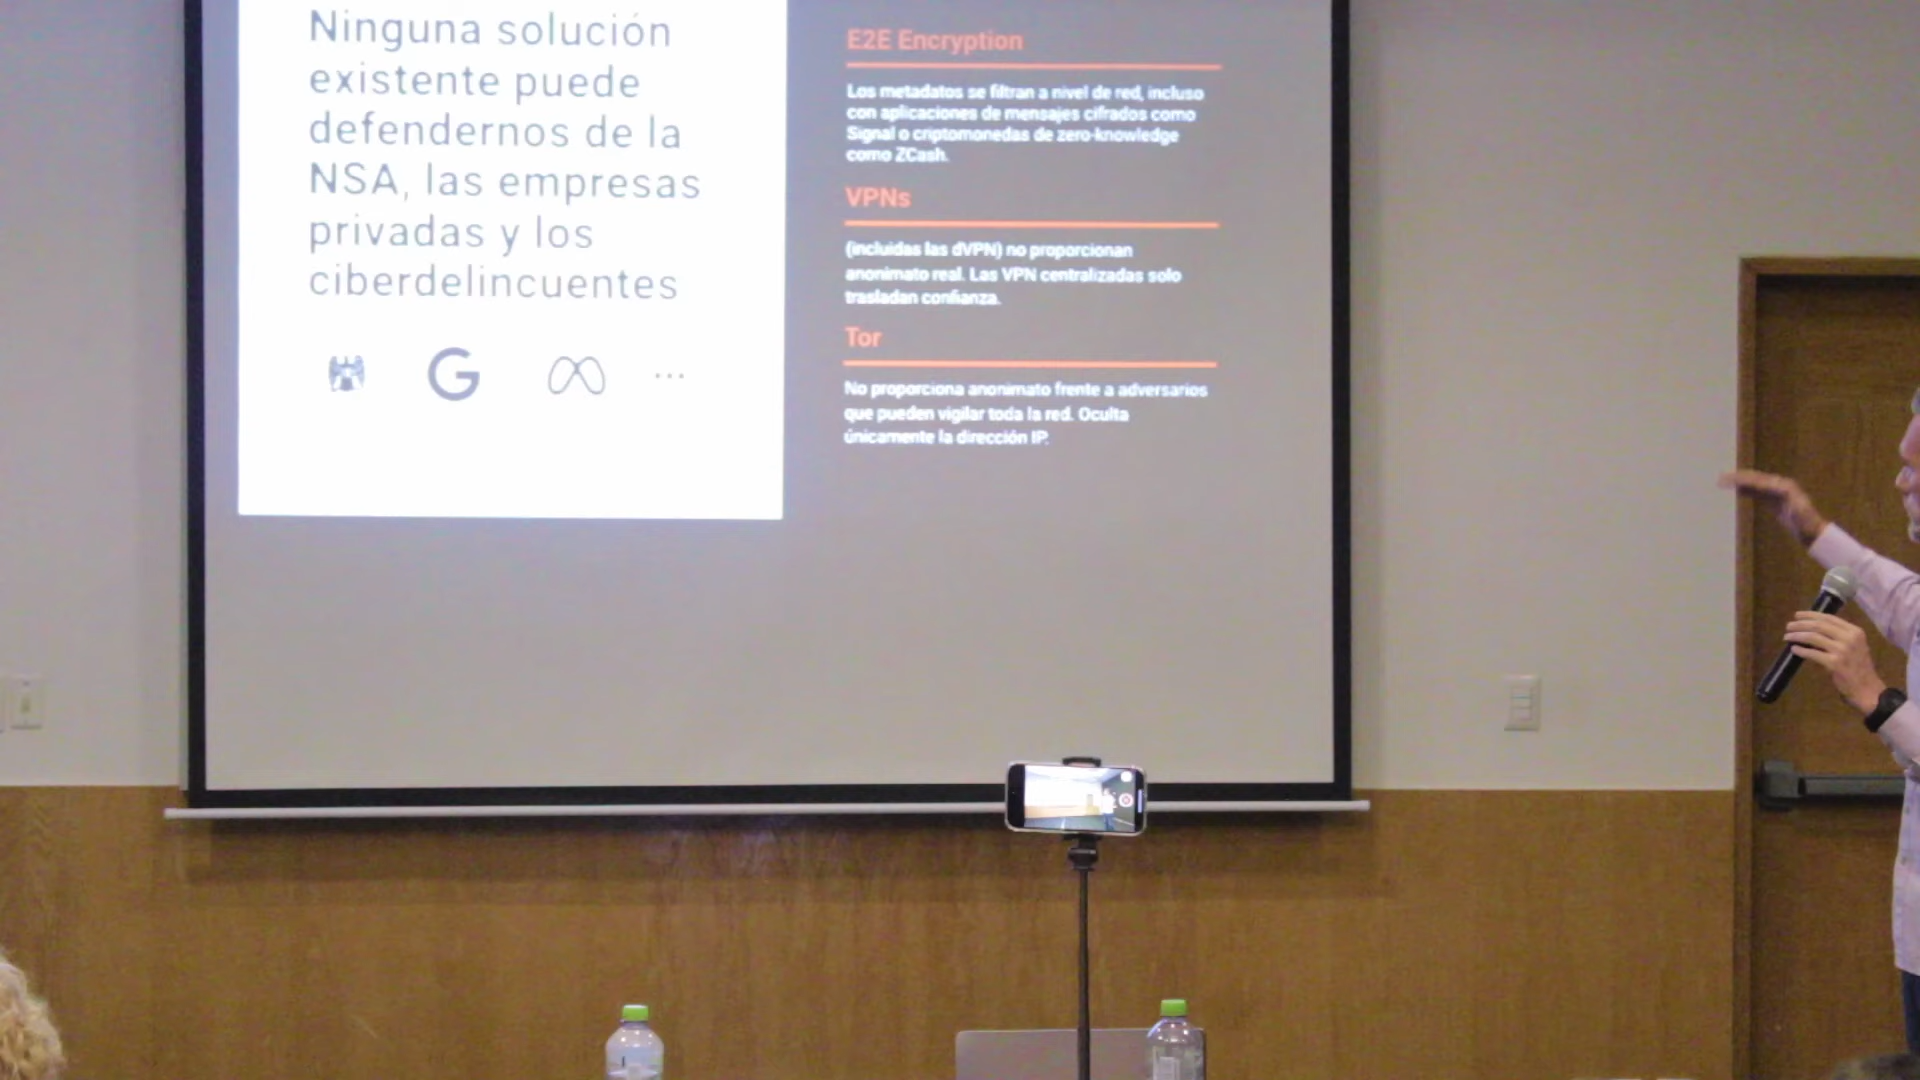 Ninguna solución
existente puede
defendernos de la
NSA, las empresas
privadas y los
ciberdelincuentes
G
...
E2E Encryption
Los metadatos se filtran a nivel de red, incluso
con aplicaciones de mensajes cifrados como
Signal o criptomonedas de zero-knowledge
como ZCash.
VPNs
(incluidas las dVPN) no proporcionan
anonimato real. Las VPN centralizadas solo
trasladan confianza.
Tor
No proporciona anonimato frente a adversarios
que pueden vigilar toda la red. Oculta
únicamente la dirección IP.